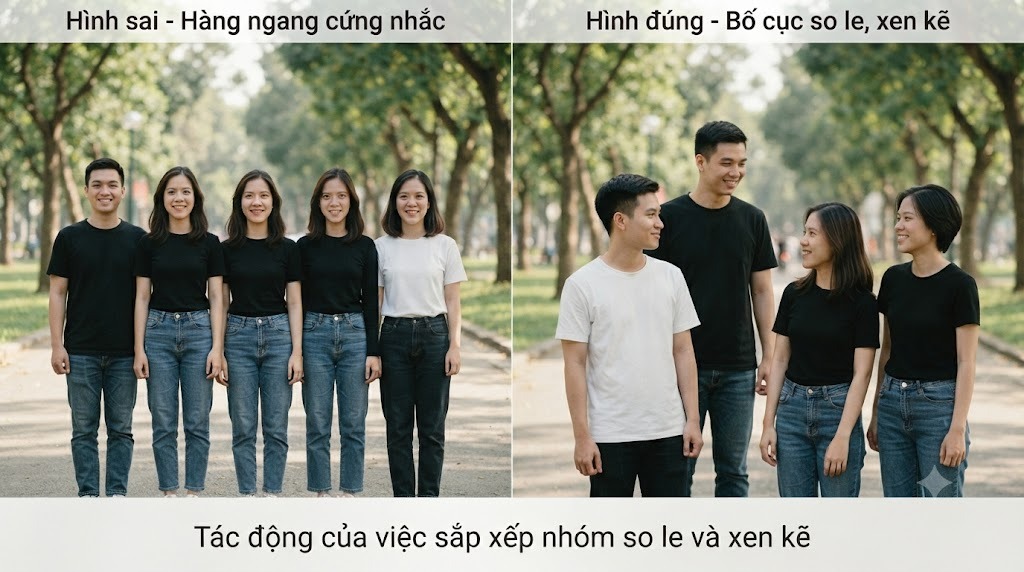 Hình sai - Hàng ngang cứng nhắc
Hình đúng - Bố cục so le, xen kẽ
Tác động của việc sắp xếp nhóm so le và xen kẽ